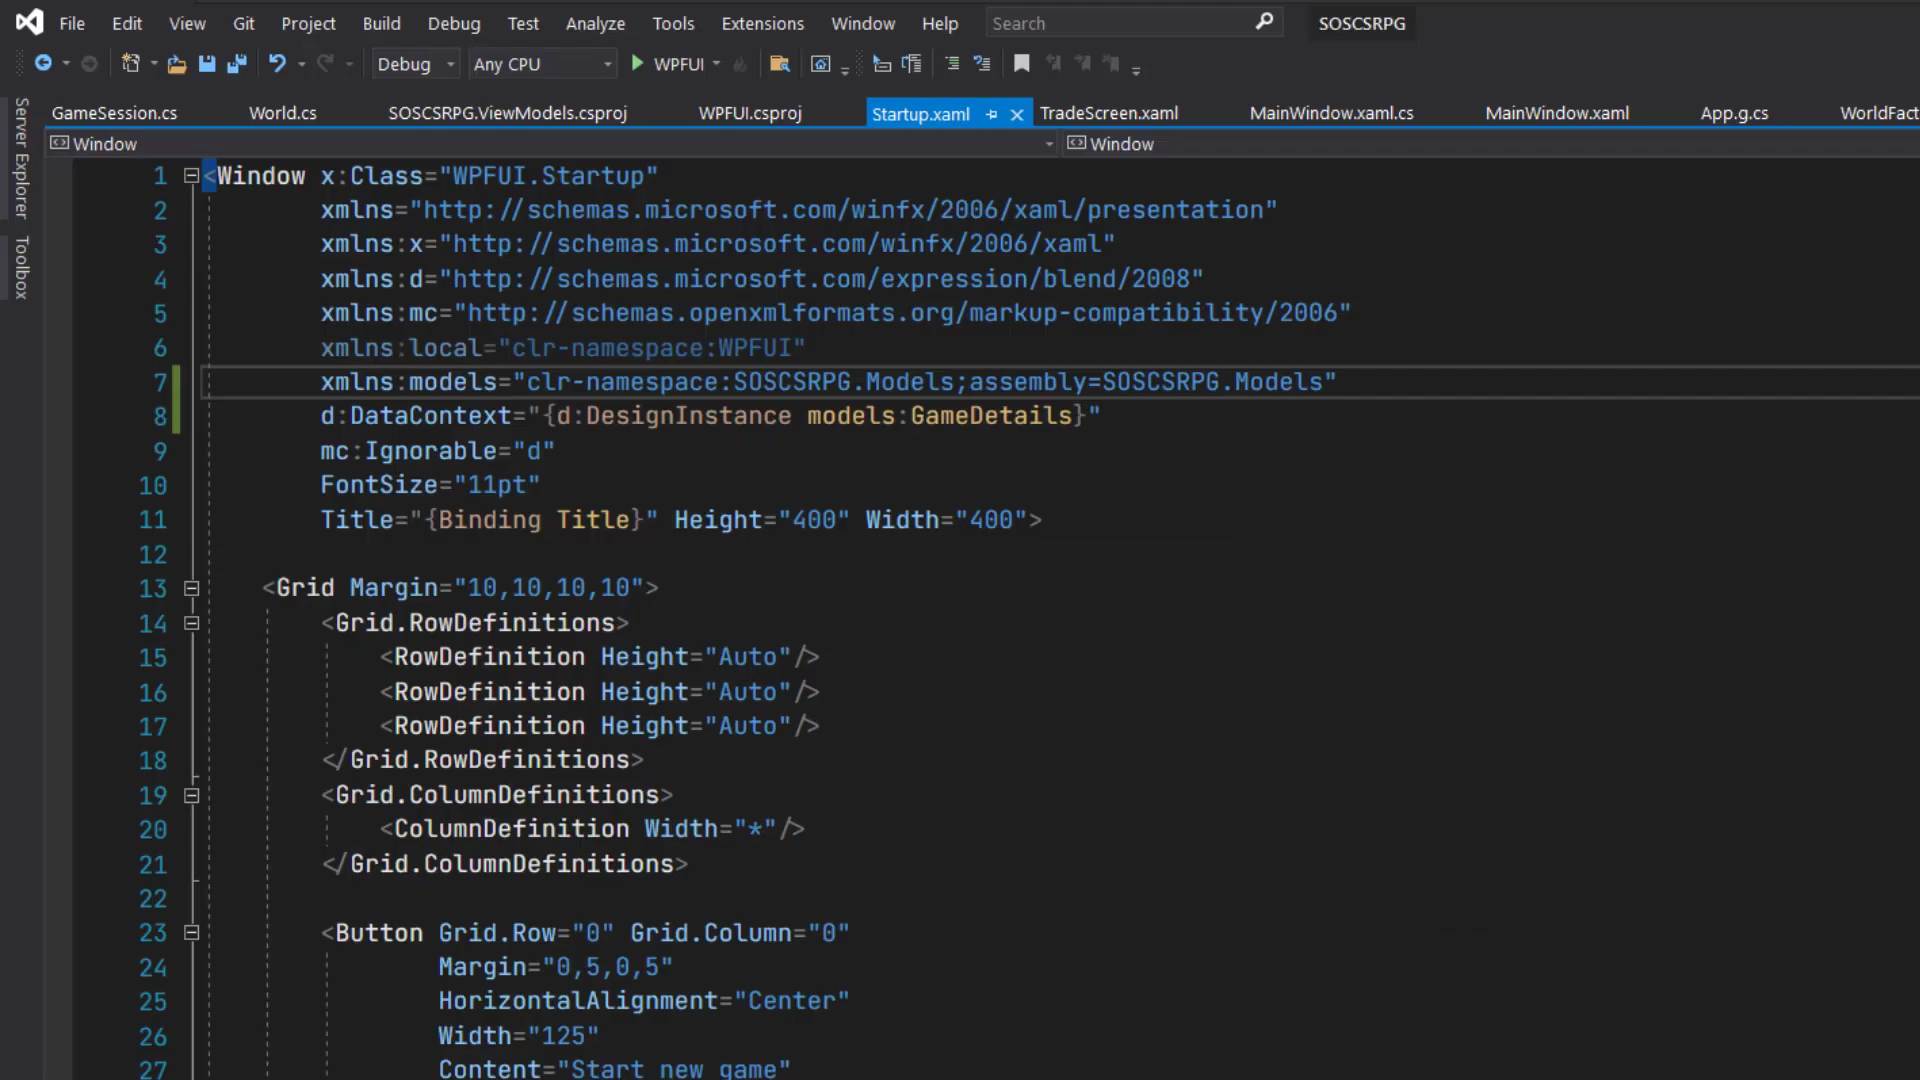 File Edit View Git Project Build Debug Test Analyze Tools Extensions Window Help Search SOSCSRPG
Debug Any CPU WPFUI
GameSession.cs World.cs SOSCSRPG.ViewModels.csproj WPFUI.csproj Startup.xaml TradeScreen.xaml MainWindow.xaml.cs MainWindow.xaml App.g.cs WorldFact
Window Window
Server Explorer
Toolbox
1 <Window x:Class="WPFUI.Startup"
2 xmlns="http://schemas.microsoft.com/winfx/2006/xaml/presentation"
3 xmlns:x="http://schemas.microsoft.com/winfx/2006/xaml"
4 xmlns:d="http://schemas.microsoft.com/expression/blend/2008"
5 xmlns:mc="http://schemas.openxmlformats.org/markup-compatibility/2006"
6 xmlns:local="clr-namespace:WPFUI"
7 xmlns:models="clr-namespace:SOSCSRPG.Models;assembly=SOSCSRPG.Models"
8 d:DataContext="{d:DesignInstance models:GameDetails}"
9 mc:Ignorable="d"
10 FontSize="11pt"
11 Title="{Binding Title}" Height="400" Width="400">
12
13 <Grid Margin="10,10,10,10">
14 <Grid.RowDefinitions>
15 <RowDefinition Height="Auto"/>
16 <RowDefinition Height="Auto"/>
17 <RowDefinition Height="Auto"/>
18 </Grid.RowDefinitions>
19 <Grid.ColumnDefinitions>
20 <ColumnDefinition Width="*"/>
21 </Grid.ColumnDefinitions>
22
23 <Button Grid.Row="0" Grid.Column="0"
24 Margin="0,5,0,5"
25 HorizontalAlignment="Center"
26 Width="125"
27 Content="Start new game"